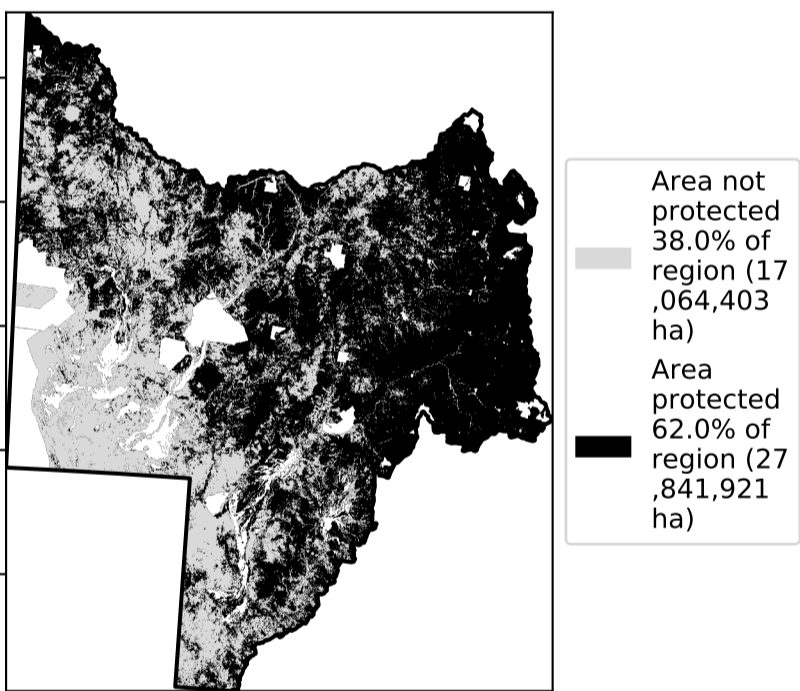 Area not
protected
38.0% of
region (17
,064,403
ha)
Area
protected
62.0% of
region (27
,841,921
ha)